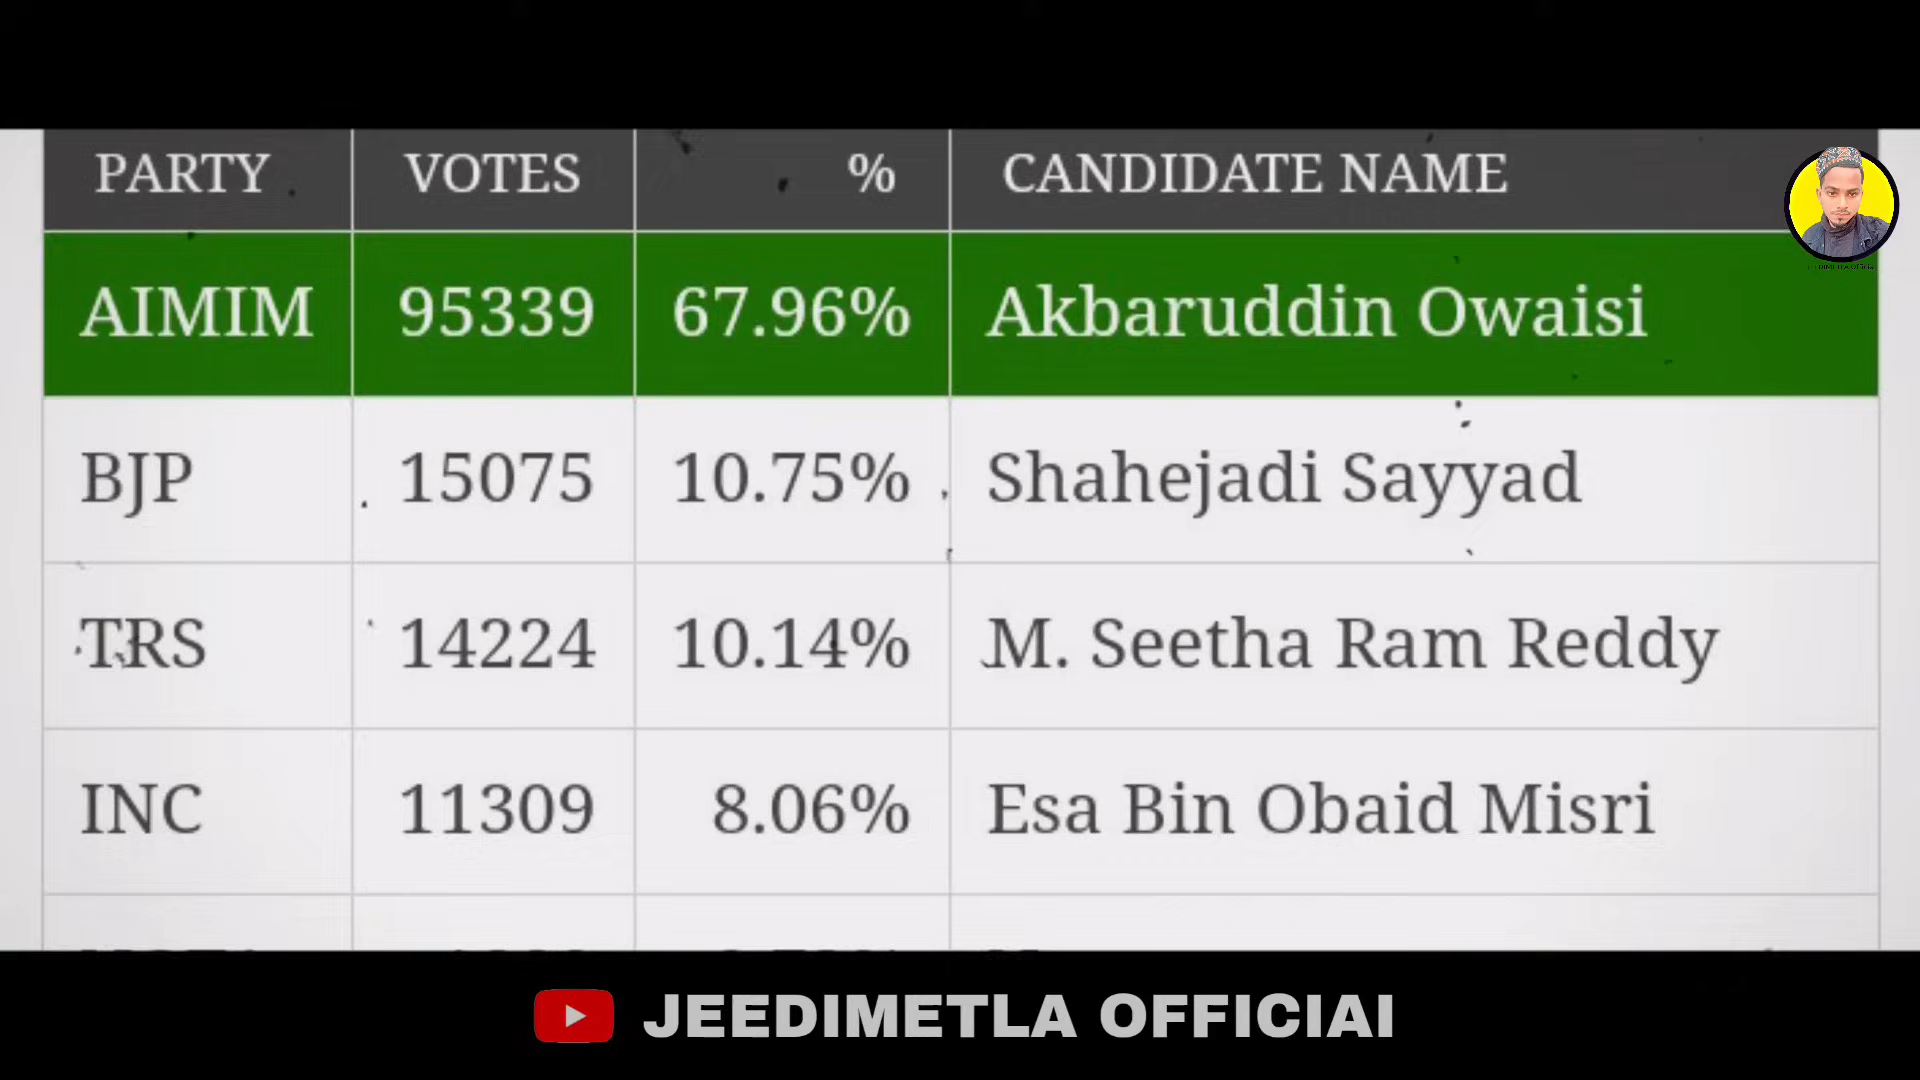 PARTY VOTES % CANDIDATE NAME
AIMIM 95339 67.96% Akbaruddin Owaisi
BJP 15075 10.75% Shahejadi Sayyad
TRS 14224 10.14% M. Seetha Ram Reddy
INC 11309 8.06% Esa Bin Obaid Misri
JEEDIMETLA OFFICIAI